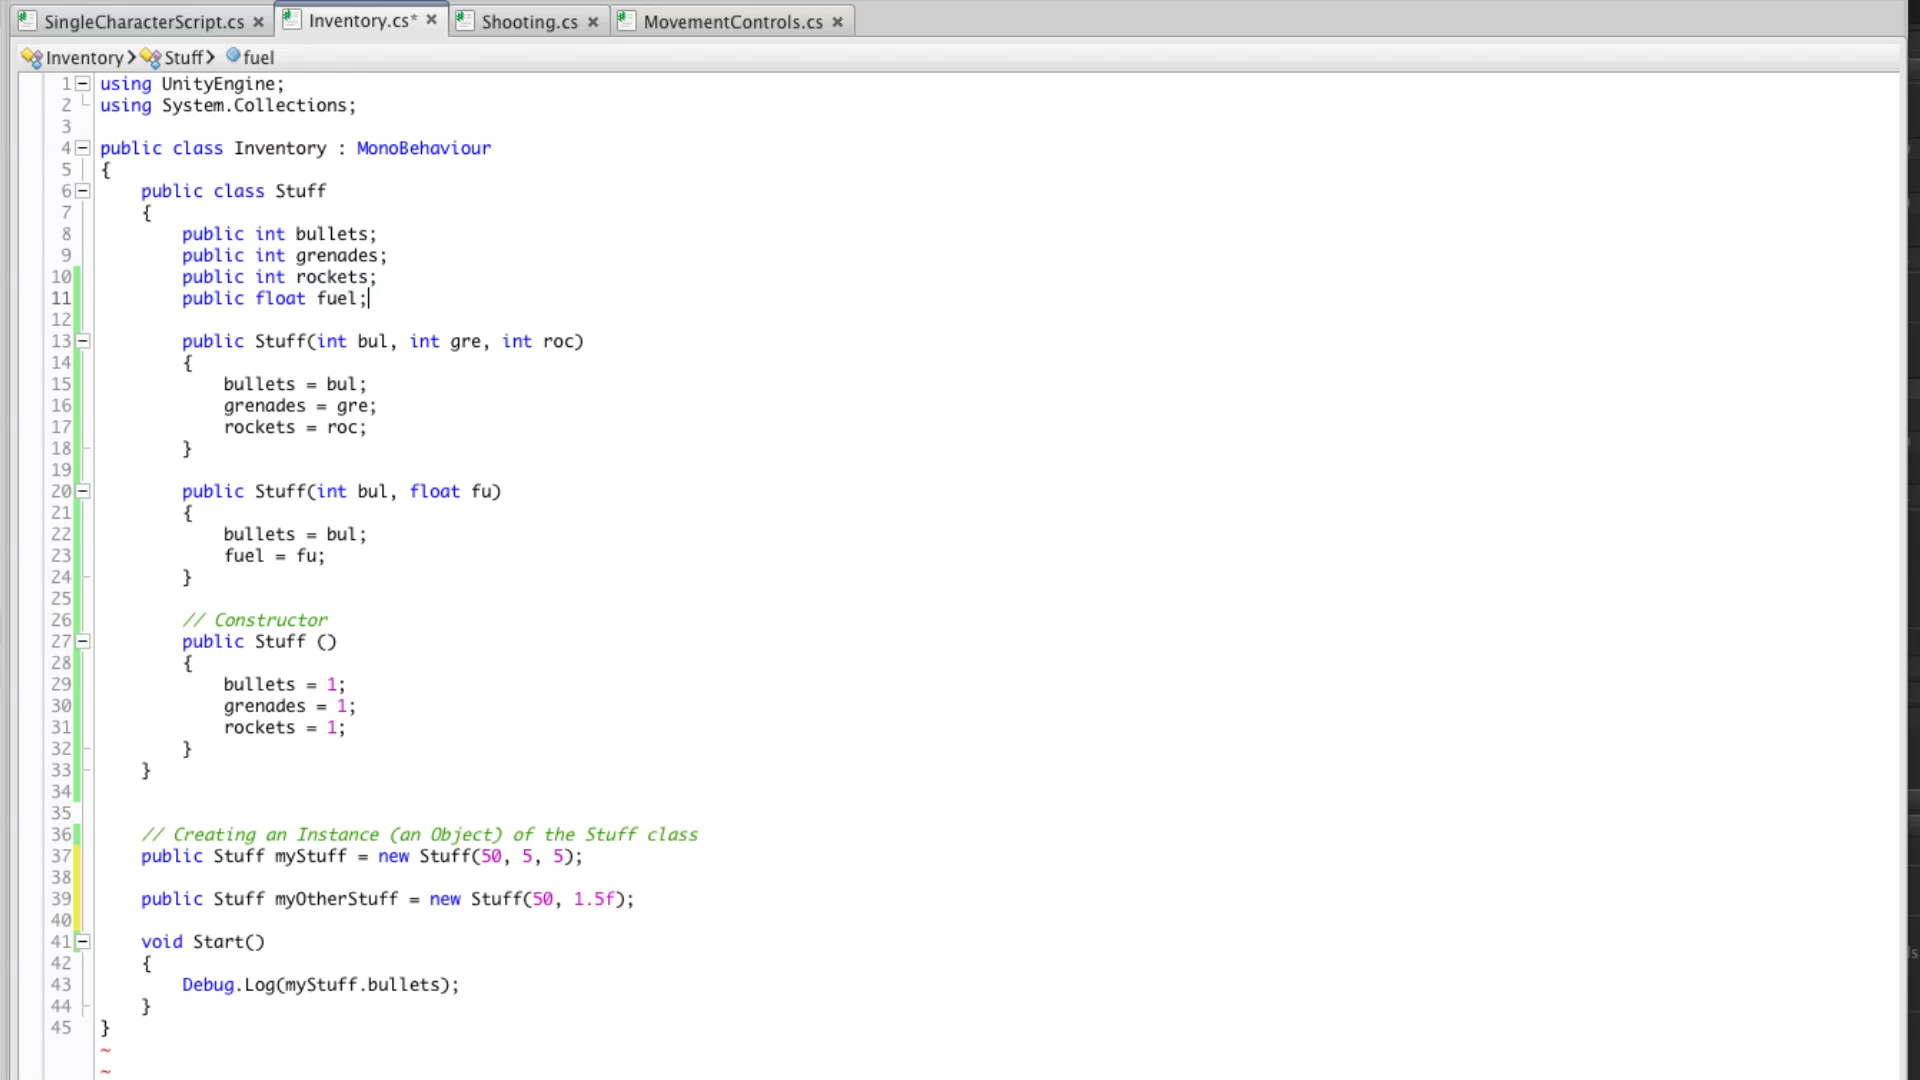 SingleCharacterScript.cs × Inventory.cs* × Shooting.cs × MovementControls.cs ×
Inventory Stuff fuel
1 using UnityEngine;
2 using System.Collections;
3
4 public class Inventory : MonoBehaviour
5 {
6     public class Stuff
7     {
8         public int bullets;
9         public int grenades;
10         public int rockets;
11         public float fuel;
12
13         public Stuff(int bul, int gre, int roc)
14         {
15             bullets = bul;
16             grenades = gre;
17             rockets = roc;
18         }
19
20         public Stuff(int bul, float fu)
21         {
22             bullets = bul;
23             fuel = fu;
24         }
25
26         // Constructor
27         public Stuff ()
28         {
29             bullets = 1;
30             grenades = 1;
31             rockets = 1;
32         }
33     }
34
35
36     // Creating an Instance (an Object) of the Stuff class
37     public Stuff myStuff = new Stuff(50, 5, 5);
38
39     public Stuff myOtherStuff = new Stuff(50, 1.5f);
40
41     void Start()
42     {
43         Debug.Log(myStuff.bullets);
44     }
45 }
~
~